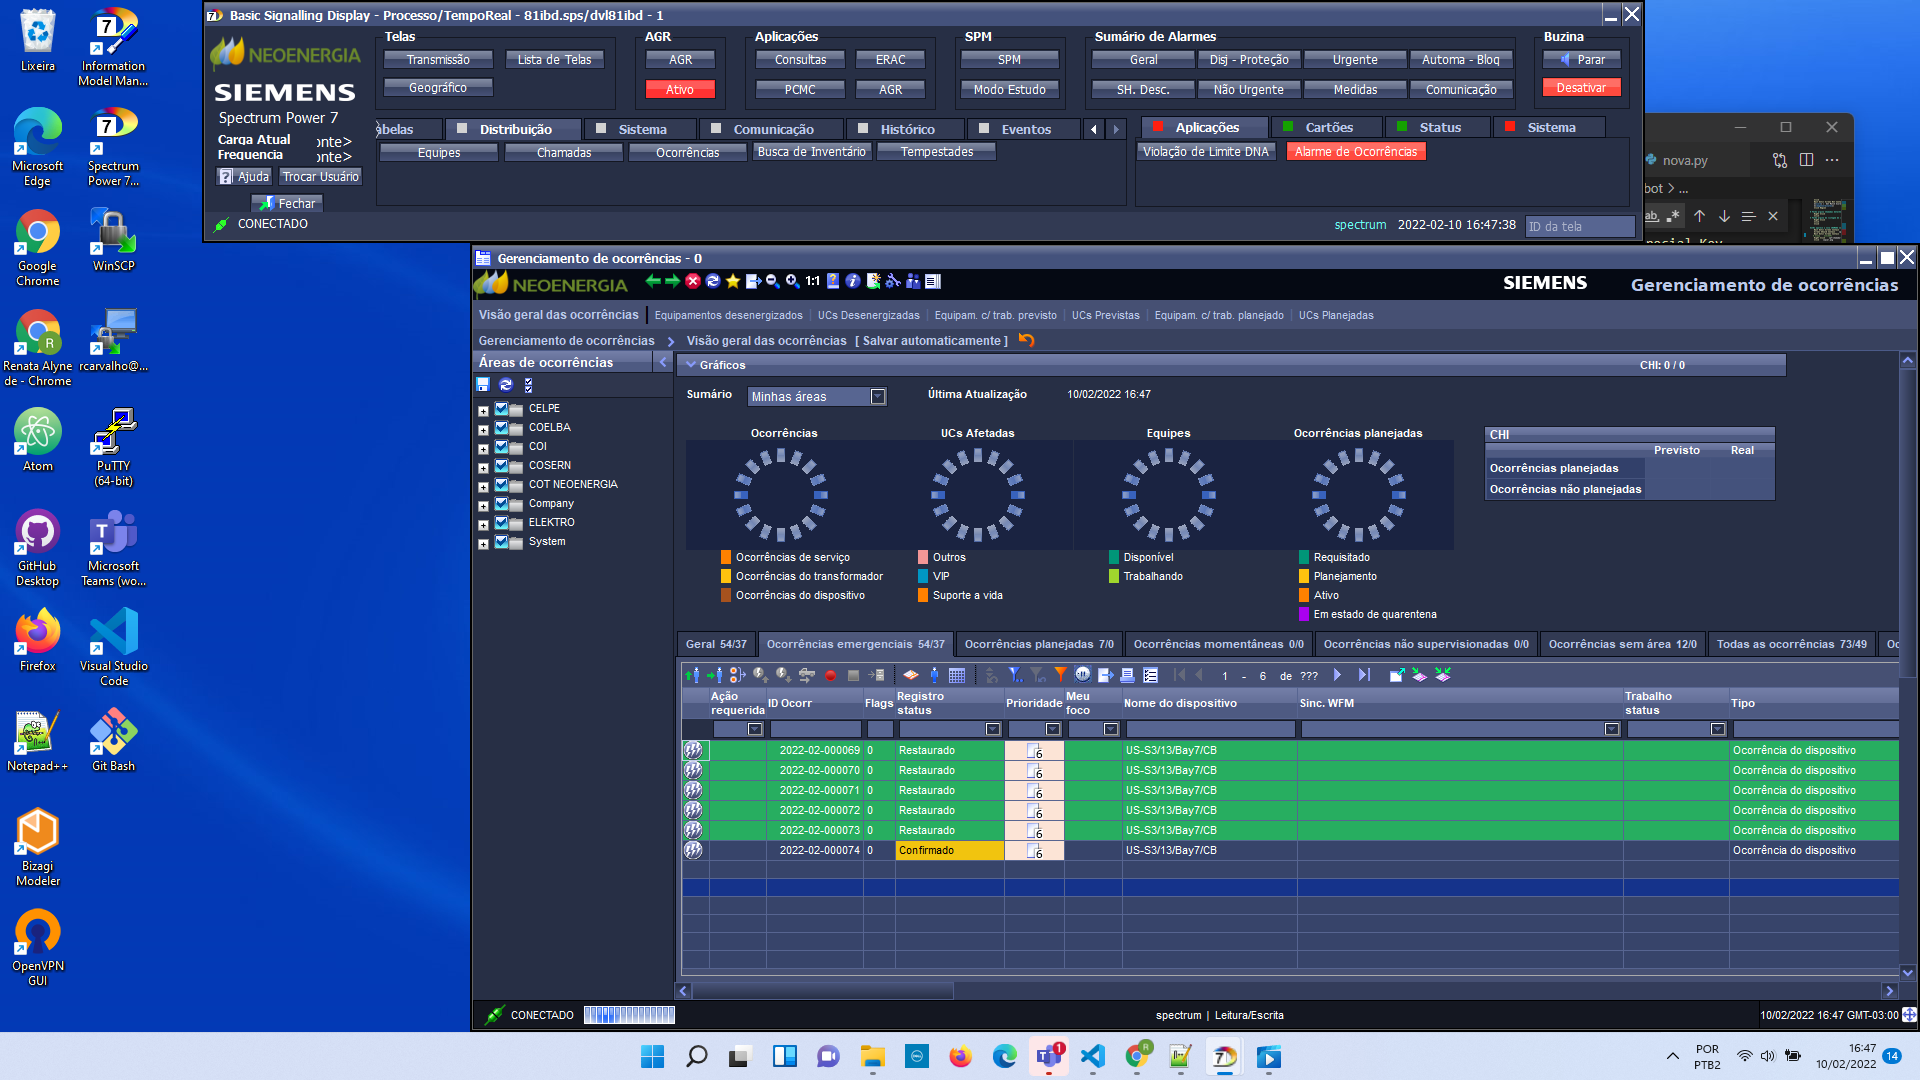 Lixeira
Information Model Man...
Microsoft Edge
Spectrum Power 7...
Google Chrome
WinSCP
Renata Alyne de - Chrome
rcarvalho@...
Atom
PuTTY (64-bit)
GitHub Desktop
Microsoft Teams (wo...
Firefox
Visual Studio Code
Notepad++
Git Bash
Bizagi Modeler
OpenVPN GUI
Basic Signalling Display - Processo/TempoReal - 81ibd.sps/dvl81ibd - 1
NEOENERGIA
SIEMENS
Spectrum Power 7
Carga Atual onte>
Frequencia onte>
Ajuda Trocar Usuário
Fechar
CONECTADO
Telas
Transmissão Lista de Telas
Geográfico
AGR
AGR
Ativo
Aplicações
Consultas ERAC
PCMC AGR
SPM
SPM
Modo Estudo
Sumário de Alarmes
Geral Disj - Proteção Urgente Automa - Bloq
SH. Desc. Não Urgente Medidas Comunicação
Buzina
Parar
Desativar
abelas Distribuição Sistema Comunicação Histórico Eventos
Equipes Chamadas Ocorrências Busca de Inventário Tempestades
Aplicações Cartões Status Sistema
Violação de Limite DNA Alarme de Ocorrências
spectrum 2022-02-10 16:47:38 ID da tela
nova.py
bot > ...
ab.
Gerenciamento de ocorrências - 0
NEOENERGIA 1:1 SIEMENS Gerenciamento de ocorrências
Visão geral das ocorrências Equipamentos desenergizados UCs Desenergizadas Equipam. c/ trab. previsto UCs Previstas Equipam. c/ trab. planejado UCs Planejadas
Gerenciamento de ocorrências > Visão geral das ocorrências [ Salvar automaticamente ]
Áreas de ocorrências
CELPE
COELBA
COI
COSERN
COT NEOENERGIA
Company
ELEKTRO
System
Gráficos CHI: 0 / 0
Sumário Minhas áreas Última Atualização 10/02/2022 16:47
Ocorrências UCs Afetadas Equipes Ocorrências planejadas
CHI
Previsto Real
Ocorrências planejadas
Ocorrências não planejadas
Ocorrências de serviço Outros Disponível Requisitado
Ocorrências do transformador VIP Trabalhando Planejamento
Ocorrências do dispositivo Suporte a vida Ativo
Em estado de quarentena
Geral 54/37 Ocorrências emergenciais 54/37 Ocorrências planejadas 7/0 Ocorrências momentâneas 0/0 Ocorrências não supervisionadas 0/0 Ocorrências sem área 12/0 Todas as ocorrências 73/49 Oc
1 - 6 de ???
Ação requerida ID Ocorr Flags Registro status Prioridade Meu foco Nome do dispositivo Sinc. WFM Trabalho status Tipo
2022-02-000069 0 Restaurado 6 US-S3/13/Bay7/CB Ocorrência do dispositivo
2022-02-000070 0 Restaurado 6 US-S3/13/Bay7/CB Ocorrência do dispositivo
2022-02-000071 0 Restaurado 6 US-S3/13/Bay7/CB Ocorrência do dispositivo
2022-02-000072 0 Restaurado 6 US-S3/13/Bay7/CB Ocorrência do dispositivo
2022-02-000073 0 Restaurado 6 US-S3/13/Bay7/CB Ocorrência do dispositivo
2022-02-000074 0 Confirmado 6 US-S3/13/Bay7/CB Ocorrência do dispositivo
CONECTADO spectrum | Leitura/Escrita 10/02/2022 16:47 GMT-03:00
POR 16:47
PTB2 10/02/2022 14